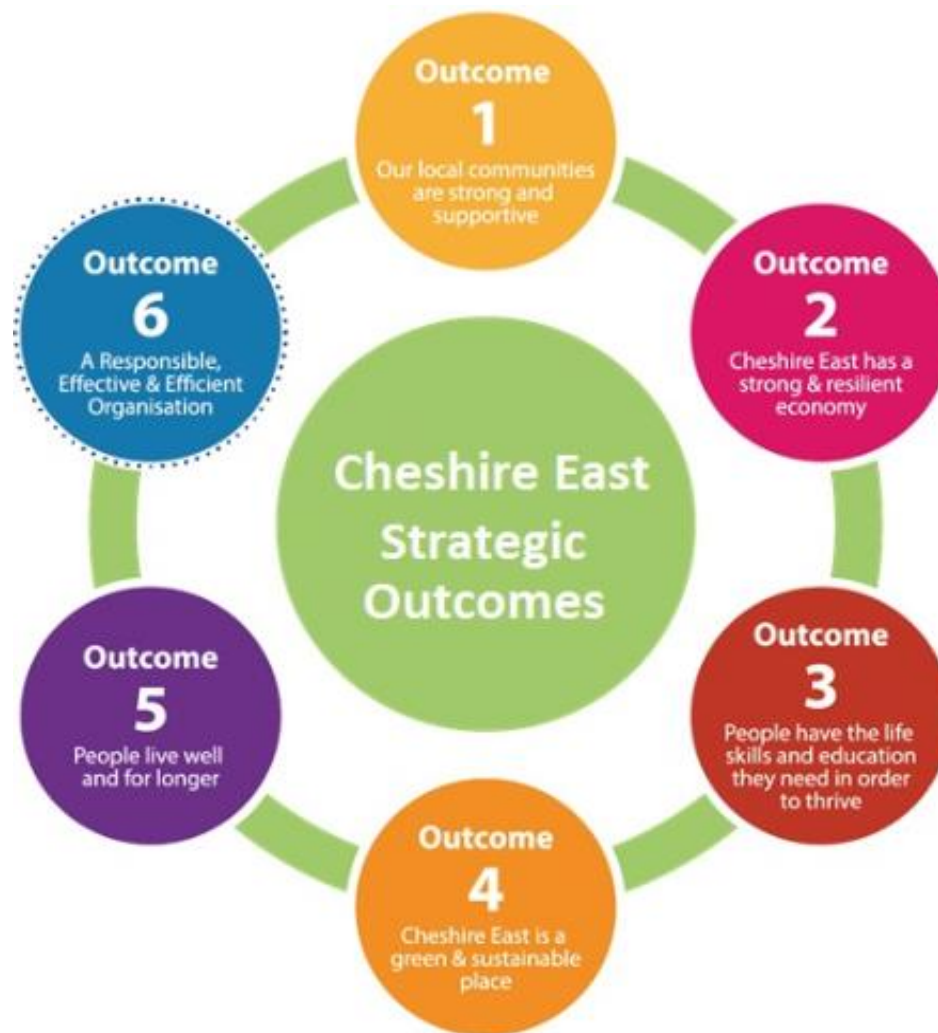 Outcome
1
Our local communities
are strong and
supportive
Outcome
2
Cheshire East has a
strong & resilient
economy
Outcome
3
People have the life
skills and education
they need in order
to thrive
Outcome
4
Cheshire East is a
green & sustainable
place
Outcome
5
People live well
and for longer
Outcome
6
A Responsible,
Effective & Efficient
Organisation
Cheshire East
Strategic
Outcomes